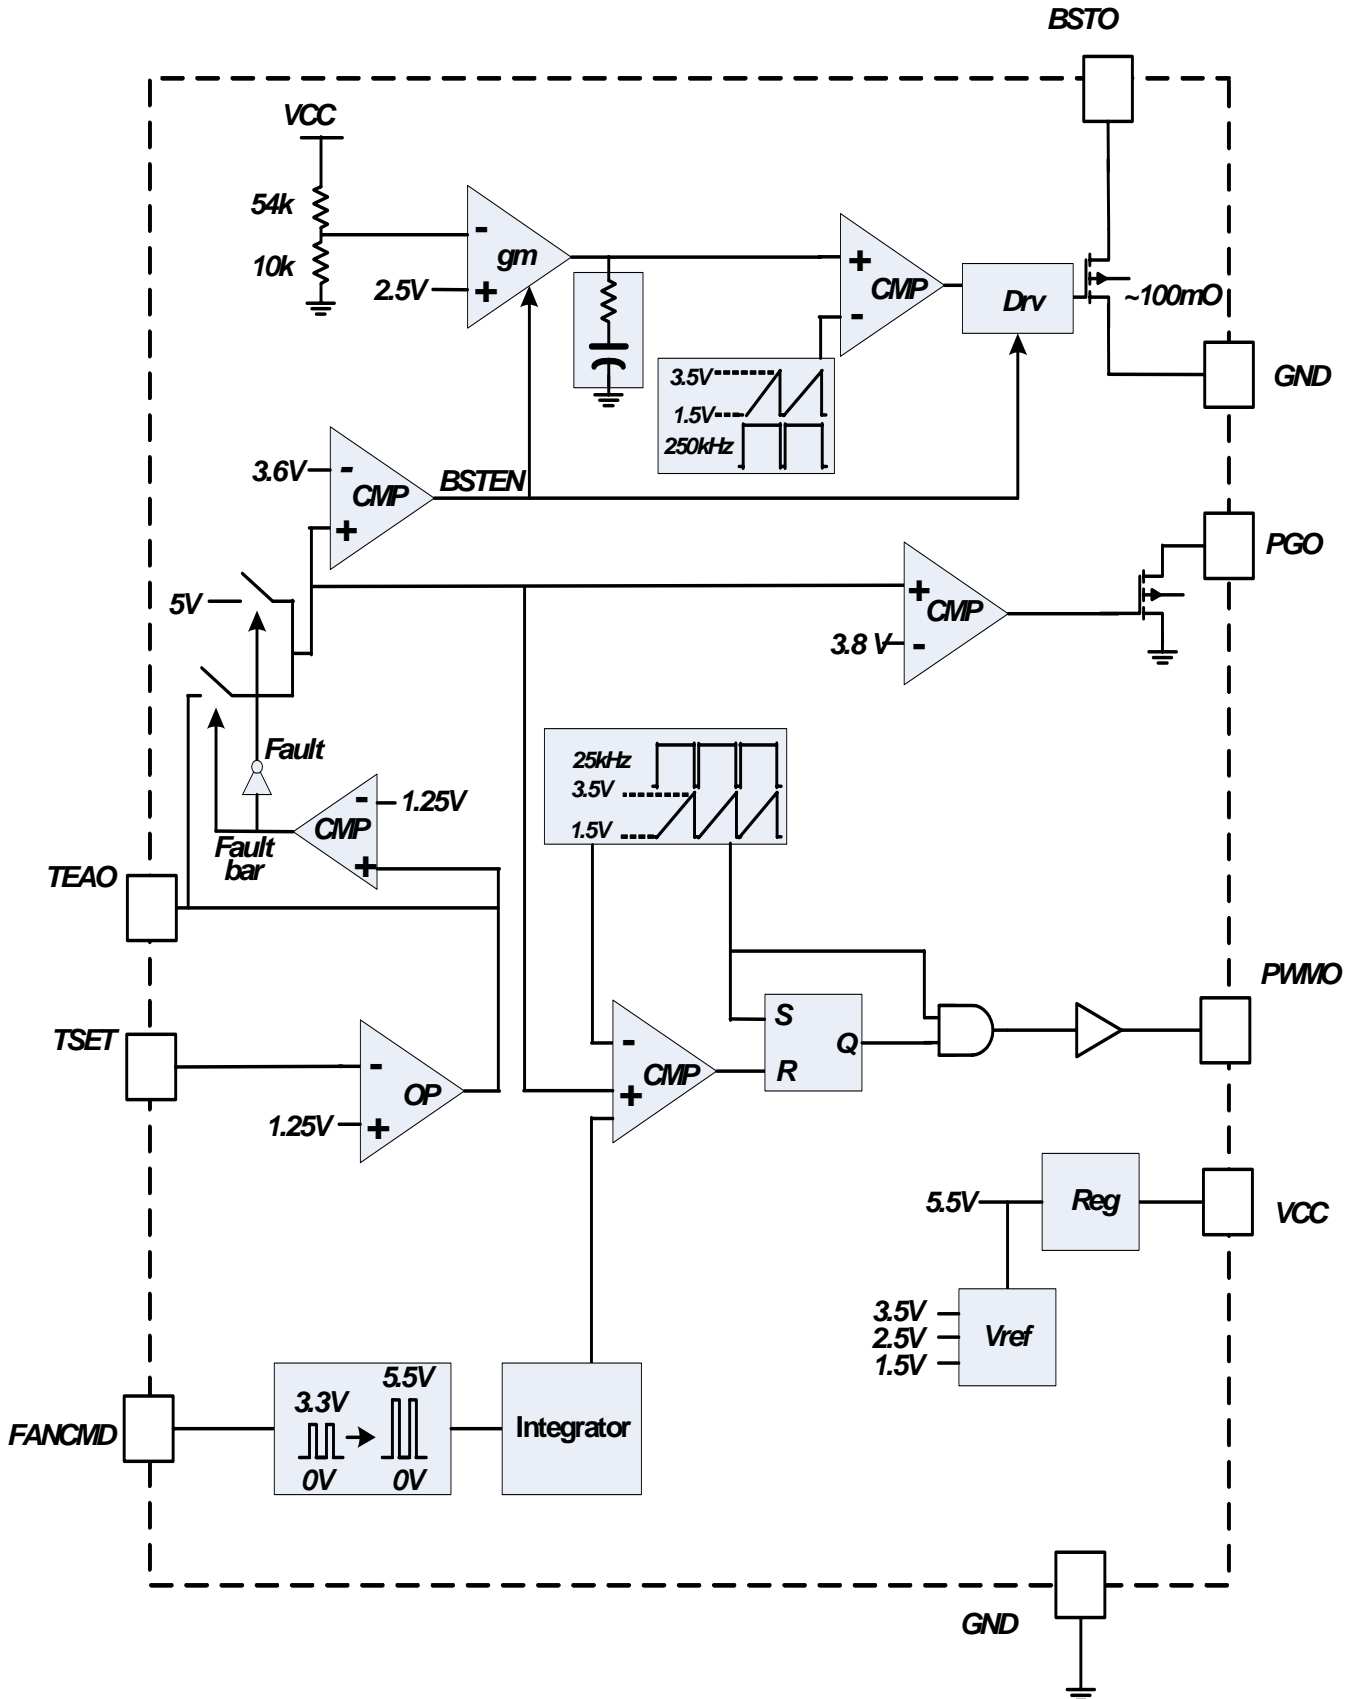 BSTO
VCC
54k
10k
-
gm
2.5V
+
+
CMP
-
Drv
~100mO
3.5V
1.5V
250kHz
GND
3.6V
-
CMP
+
BSTEN
PGO
5V
+
CMP
3.8 V
-
Fault
25kHz
3.5V
1.5V
-
1.25V
CMP
+
Fault
bar
TEAO
PWMO
TSET
-
OP
1.25V
+
-
CMP
+
S
Q
R
5.5V
Reg
VCC
3.5V
2.5V
1.5V
Vref
FANCMD
3.3V
0V
5.5V
0V
Integrator
GND